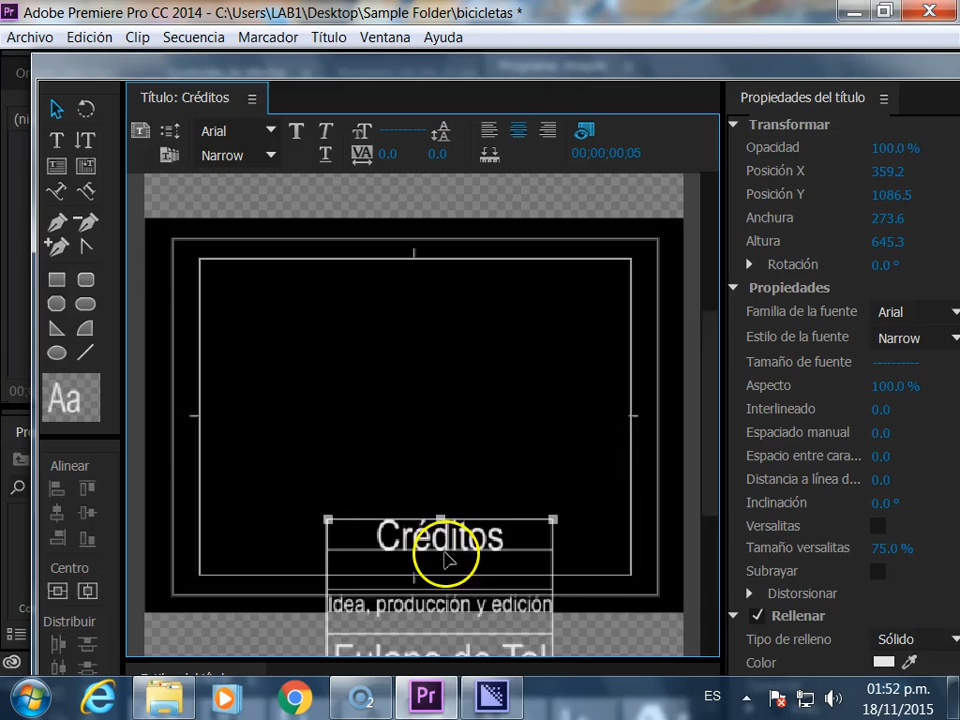 Adobe Premiere Pro CC 2014 - C:\Users\LAB1\Desktop\Sample Folder\bicicletas *
Archivo Edición Clip Secuencia Marcador Título Ventana Ayuda
Título: Créditos
Propiedades del título
Arial
Narrow
0.0
0.0
00;00;00;05
Transformar
Opacidad 100.0 %
Posición X 359.2
Posición Y 1086.5
Anchura 273.6
Altura 645.3
Rotación 0.0 °
Propiedades
Familia de la fuente Arial
Estilo de la fuente Narrow
Tamaño de fuente
Aspecto 100.0 %
Interlineado 0.0
Espaciado manual 0.0
Espacio entre cara... 0.0
Distancia a línea d... 0.0
Inclinación 0.0 °
Versalitas
Tamaño versalitas 75.0 %
Subrayar
Distorsionar
Rellenar
Tipo de relleno Sólido
Color
Aa
Alinear
Centro
Distribuir
Créditos
Idea, producción y edición
Fulano de Tal
ES
01:52 p.m.
18/11/2015